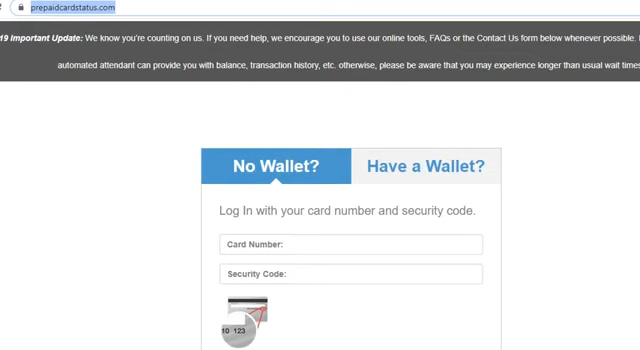 prepaidcardstatus.com
19 Important Update: We know you're counting on us. If you need help, we encourage you to use our online tools, FAQs or the Contact Us form below whenever possible.
automated attendant can provide you with balance, transaction history, etc. otherwise, please be aware that you may experience longer than usual wait times
No Wallet?
Have a Wallet?
Log In with your card number and security code.
Card Number:
Security Code:
10 123